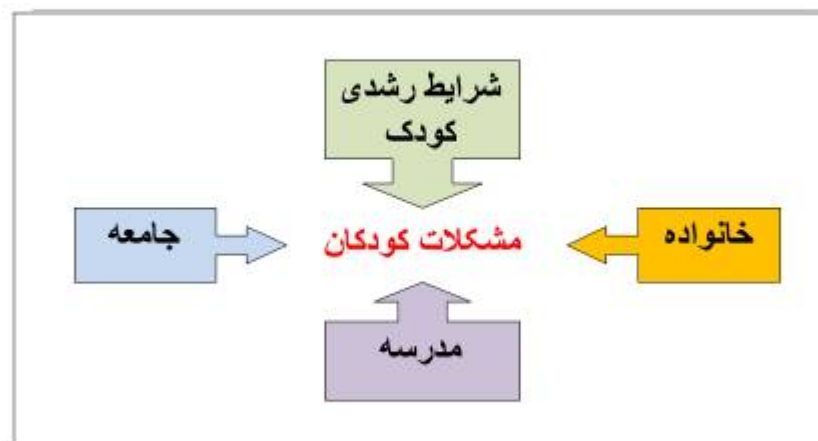 شرایط رشدی
کودک
خانواده
مشکلات کودکان
جامعه
مدرسه